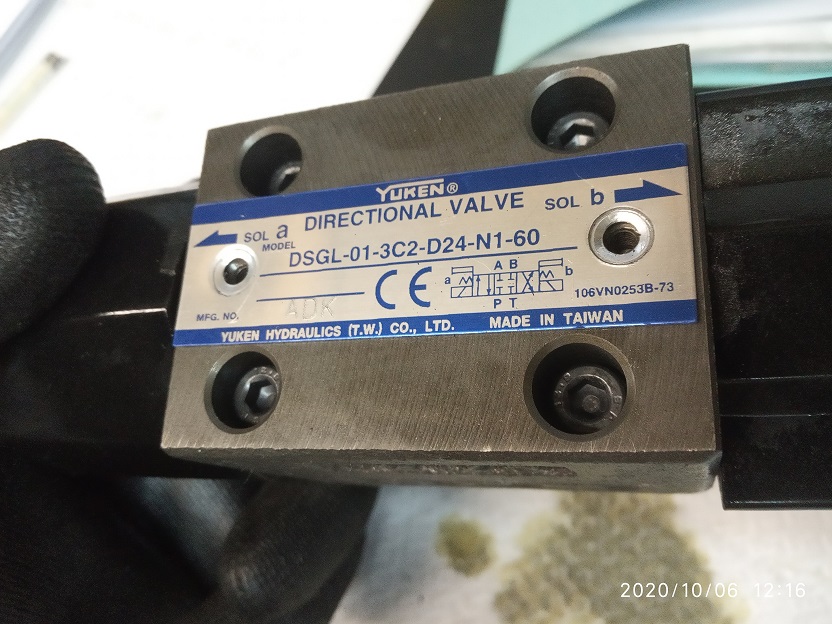 YUKEN®
SOL a DIRECTIONAL VALVE SOL b
MODEL DSGL-01-3C2-D24-N1-60
CE
A B
a b
P T
106VN0253B-73
MFG. NO. ADK
YUKEN HYDRAULICS (T.W.) CO., LTD. MADE IN TAIWAN
2020/10/06 12:16